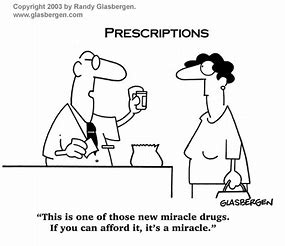 Copyright 2003 by Randy Glasbergen.
www.glasbergen.com
PRESCRIPTIONS
GLASBERGEN
“This is one of those new miracle drugs.
If you can afford it, it’s a miracle.”